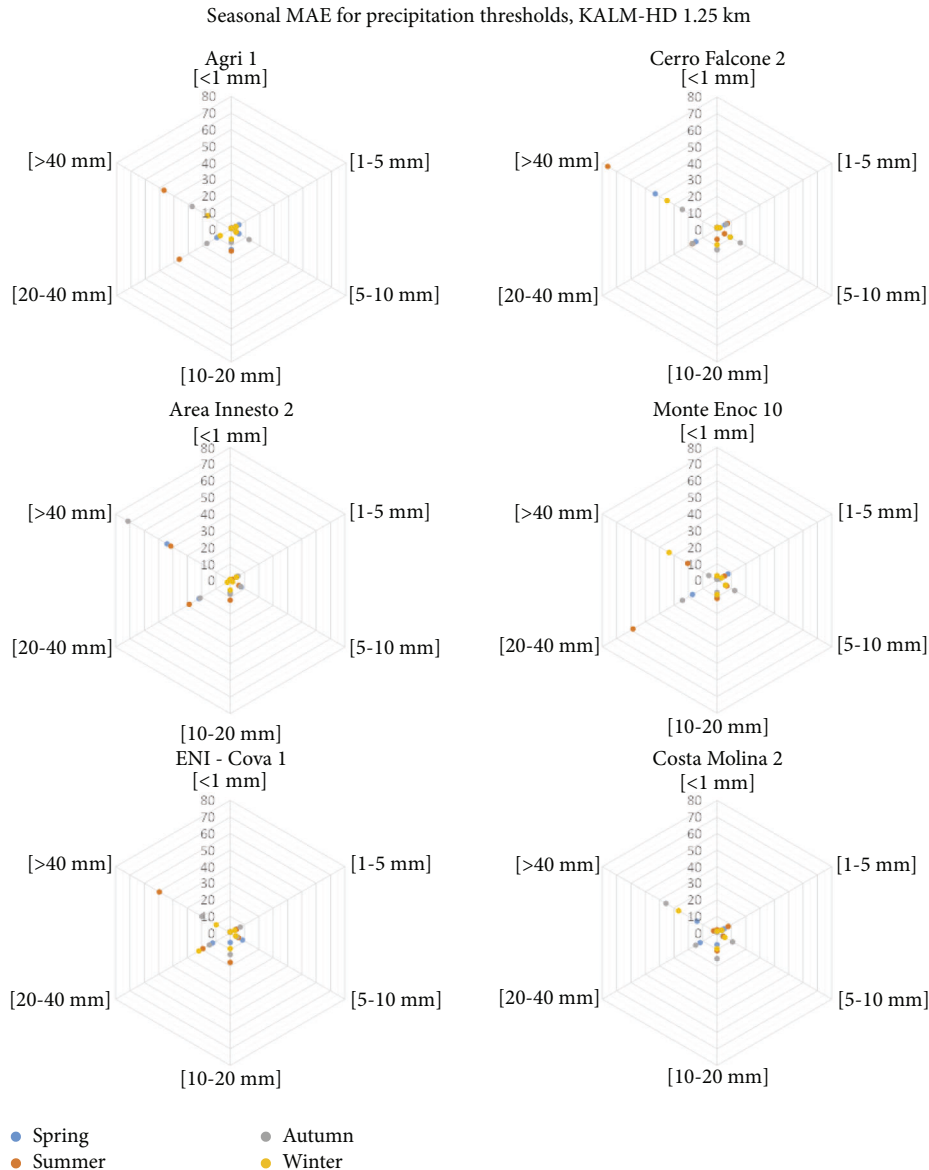 Seasonal MAE for precipitation thresholds, KALM-HD 1.25 km
Agri 1
[<1 mm]
80
70
60
50
40
30
20
10
0
[1-5 mm]
[5-10 mm]
[10-20 mm]
[20-40 mm]
[>40 mm]
Cerro Falcone 2
[<1 mm]
80
70
60
50
40
30
20
10
0
[1-5 mm]
[5-10 mm]
[10-20 mm]
[20-40 mm]
[>40 mm]
Area Innesto 2
[<1 mm]
80
70
60
50
40
30
20
10
0
[1-5 mm]
[5-10 mm]
[10-20 mm]
[20-40 mm]
[>40 mm]
Monte Enoc 10
[<1 mm]
80
70
60
50
40
30
20
10
0
[1-5 mm]
[5-10 mm]
[10-20 mm]
[20-40 mm]
[>40 mm]
ENI - Cova 1
[<1 mm]
80
70
60
50
40
30
20
10
0
[1-5 mm]
[5-10 mm]
[10-20 mm]
[20-40 mm]
[>40 mm]
Costa Molina 2
[<1 mm]
80
70
60
50
40
30
20
10
0
[1-5 mm]
[5-10 mm]
[10-20 mm]
[20-40 mm]
[>40 mm]
Spring
Summer
Autumn
Winter